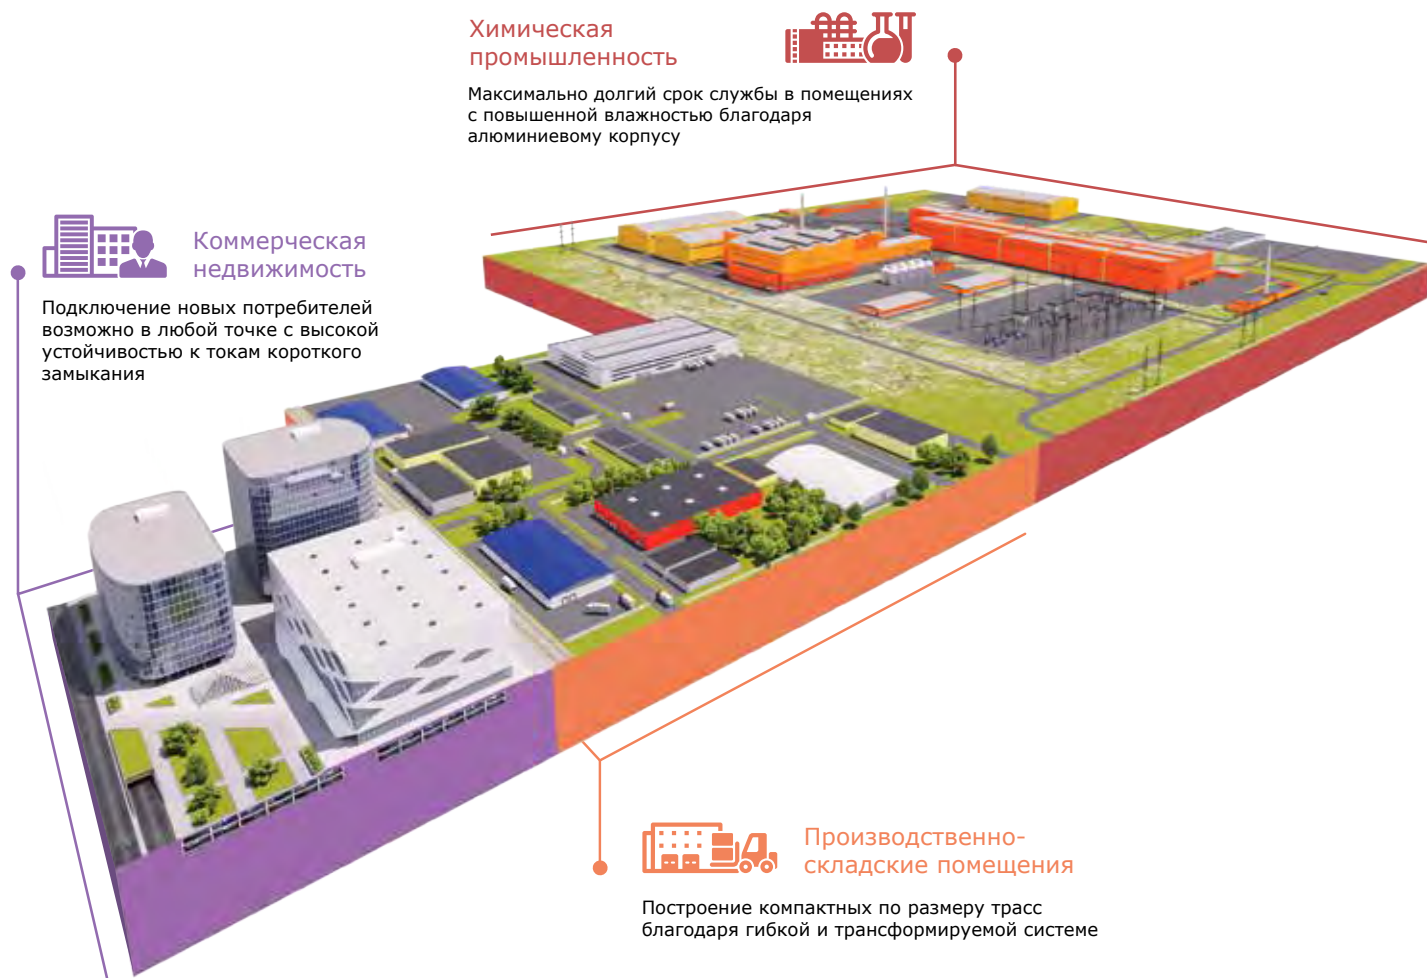 Химическая
промышленность
Максимально долгий срок службы в помещениях
с повышенной влажностью благодаря
алюминиевому корпусу
Коммерческая
недвижимость
Подключение новых потребителей
возможно в любой точке с высокой
устойчивостью к токам короткого
замыкания
Производственно-
складские помещения
Построение компактных по размеру трасс
благодаря гибкой и трансформируемой системе